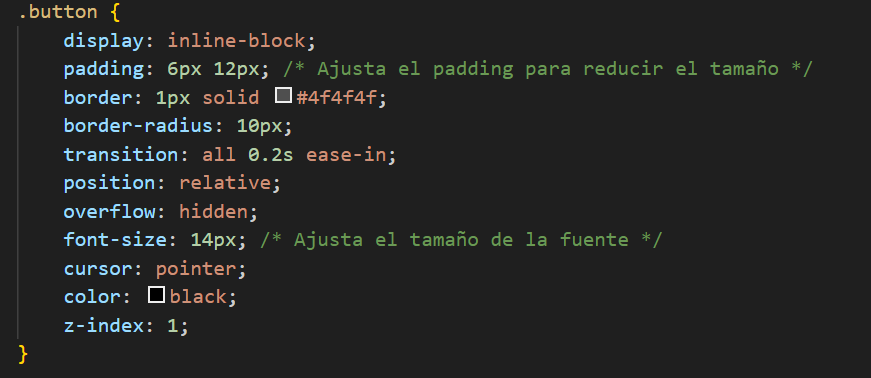 .button {
    display: inline-block;
    padding: 6px 12px; /* Ajusta el padding para reducir el tamaño */
    border: 1px solid #4f4f4f;
    border-radius: 10px;
    transition: all 0.2s ease-in;
    position: relative;
    overflow: hidden;
    font-size: 14px; /* Ajusta el tamaño de la fuente */
    cursor: pointer;
    color: black;
    z-index: 1;
}